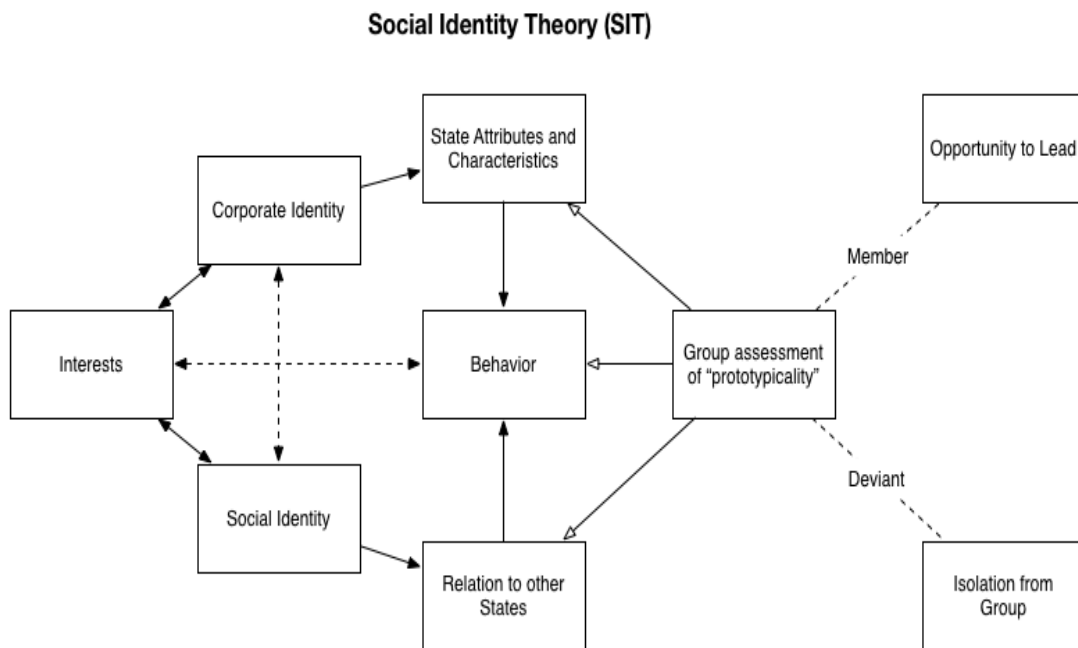 Social Identity Theory (SIT)
State Attributes and
Characteristics
Opportunity to Lead
Corporate Identity
Member
Interests
Behavior
Group assessment
of “prototypicality”
Deviant
Social Identity
Relation to other
States
Isolation from
Group